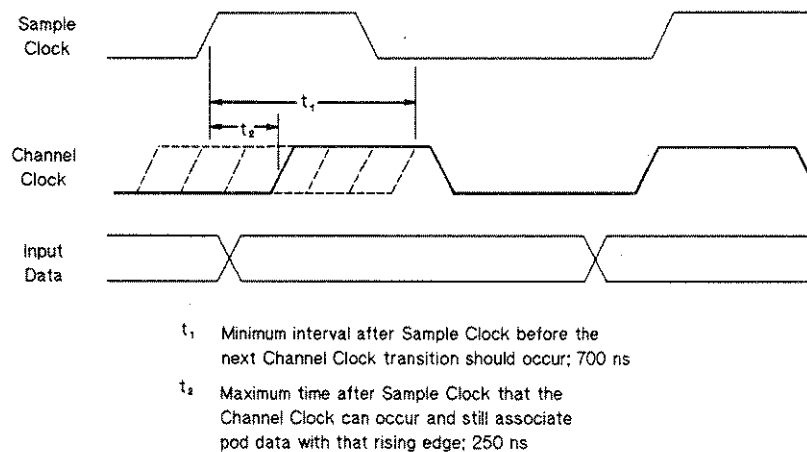 Sample
Clock
t₁
t₂
Channel
Clock
Input
Data
t₁ Minimum interval after Sample Clock before the
next Channel Clock transition should occur; 700 ns
t₂ Maximum time after Sample Clock that the
Channel Clock can occur and still associate
pod data with that rising edge; 250 ns